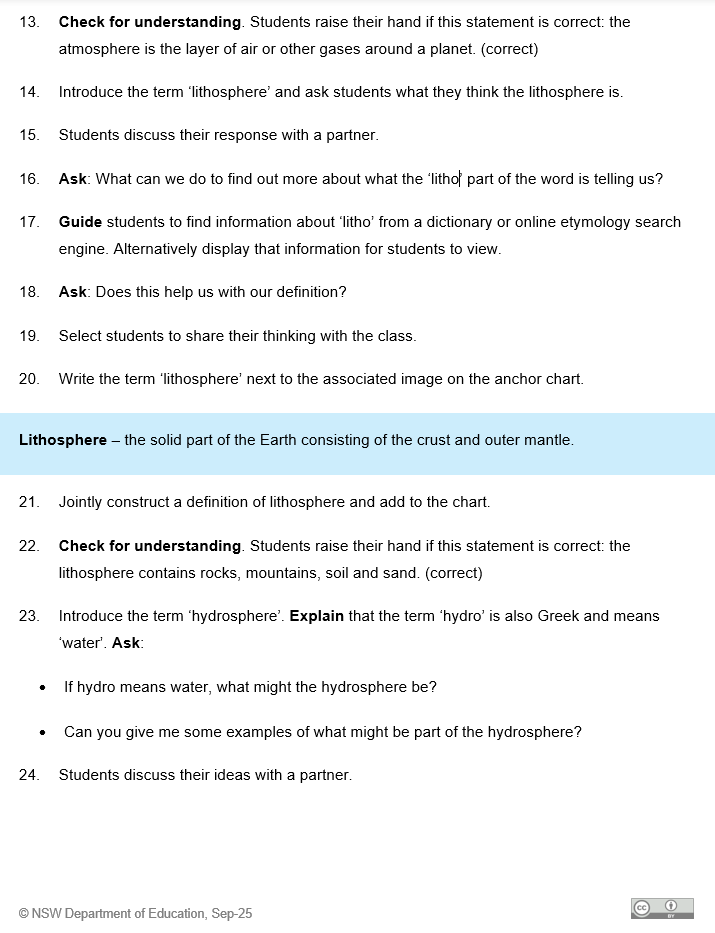 13. Check for understanding. Students raise their hand if this statement is correct: the
atmosphere is the layer of air or other gases around a planet. (correct)
14. Introduce the term ‘lithosphere’ and ask students what they think the lithosphere is.
15. Students discuss their response with a partner.
16. Ask: What can we do to find out more about what the ‘litho’ part of the word is telling us?
17. Guide students to find information about ‘litho’ from a dictionary or online etymology search
engine. Alternatively display that information for students to view.
18. Ask: Does this help us with our definition?
19. Select students to share their thinking with the class.
20. Write the term ‘lithosphere’ next to the associated image on the anchor chart.
Lithosphere – the solid part of the Earth consisting of the crust and outer mantle.
21. Jointly construct a definition of lithosphere and add to the chart.
22. Check for understanding. Students raise their hand if this statement is correct: the
lithosphere contains rocks, mountains, soil and sand. (correct)
23. Introduce the term ‘hydrosphere’. Explain that the term ‘hydro’ is also Greek and means
‘water’. Ask:
• If hydro means water, what might the hydrosphere be?
• Can you give me some examples of what might be part of the hydrosphere?
24. Students discuss their ideas with a partner.
© NSW Department of Education, Sep-25
cc BY